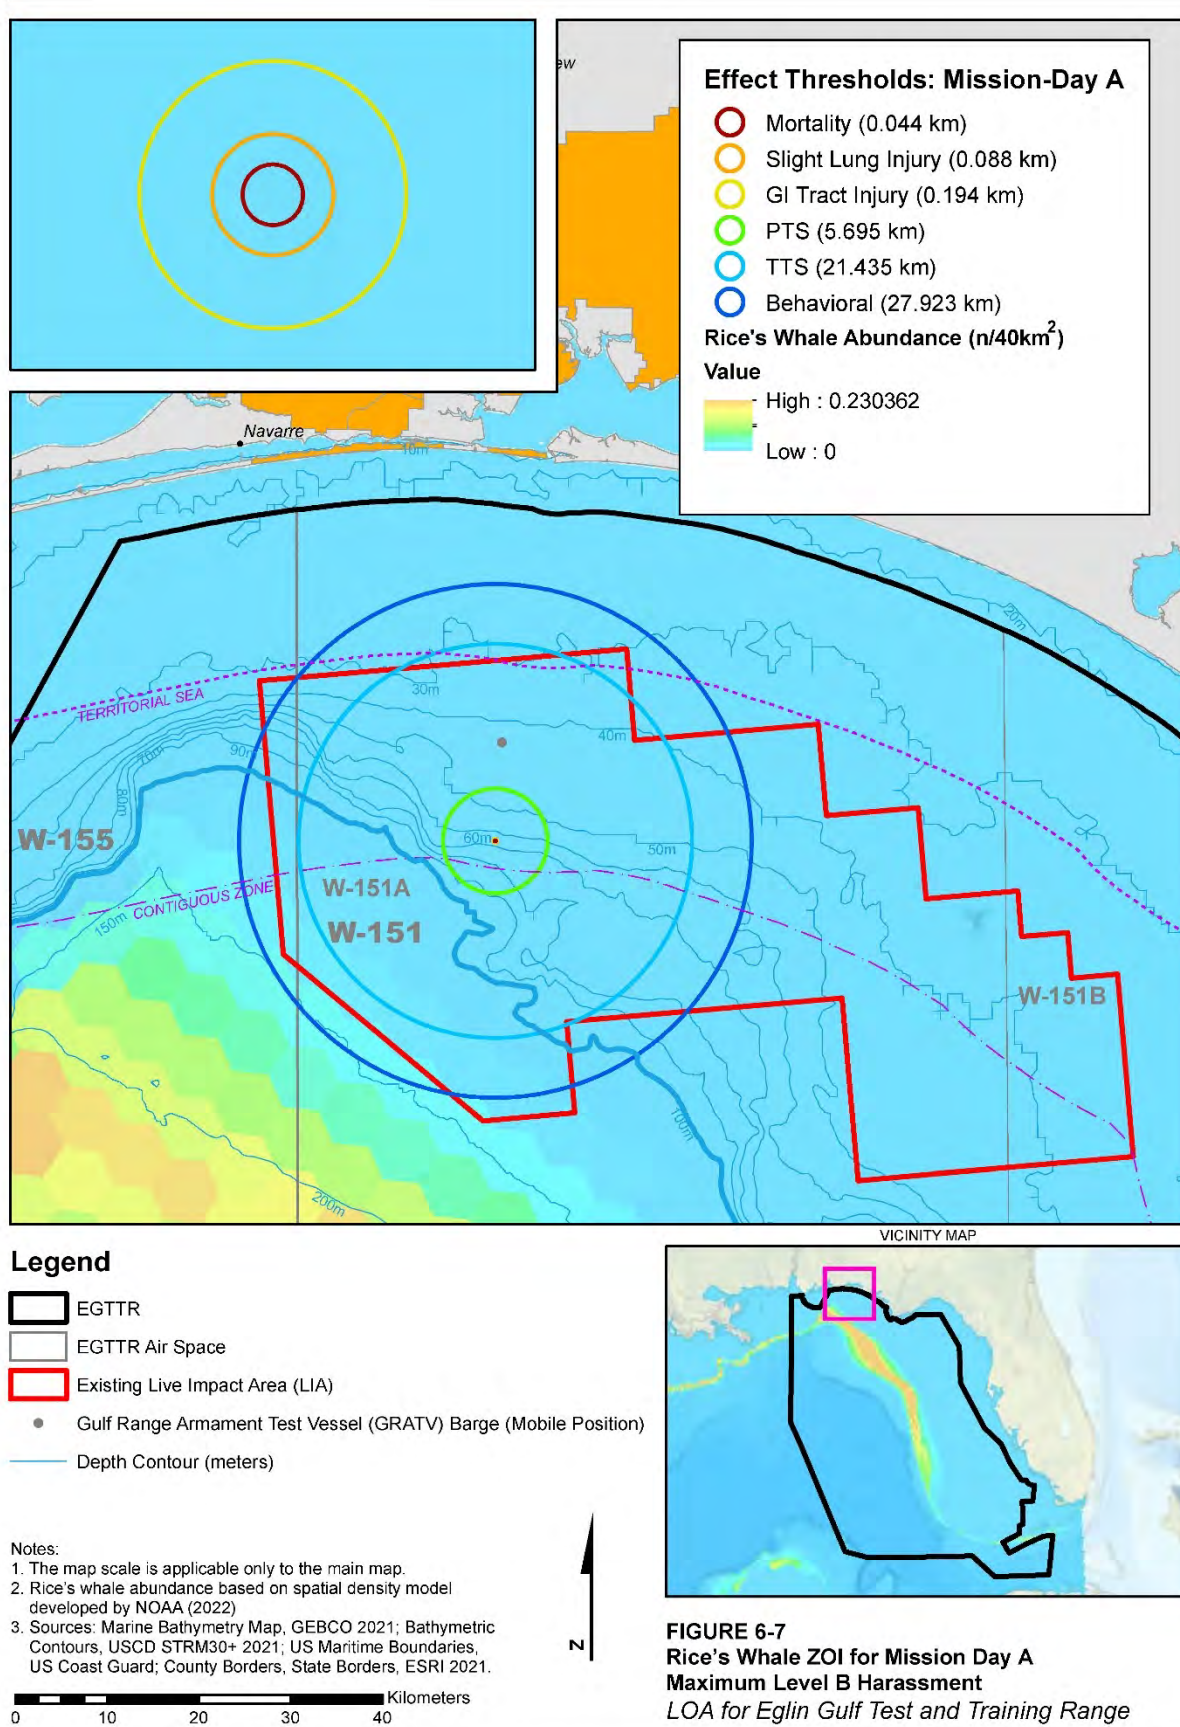 ew
Effect Thresholds: Mission-Day A
Mortality (0.044 km)
Slight Lung Injury (0.088 km)
GI Tract Injury (0.194 km)
PTS (5.695 km)
TTS (21.435 km)
Behavioral (27.923 km)
Rice's Whale Abundance (n/40km2)
Value
High : 0.230362
Low : 0
Navarre
10m
20m
TERRITORIAL SEA
30m
40m
70m
90m
80m
W-155
60m
50m
W-151A
CONTIGUOUS ZONE
150m
W-151
W-151B
100m
200m
VICINITY MAP
Legend
EGTTR
EGTTR Air Space
Existing Live Impact Area (LIA)
Gulf Range Armament Test Vessel (GRATV) Barge (Mobile Position)
Depth Contour (meters)
Notes:
1. The map scale is applicable only to the main map.
2. Rice's whale abundance based on spatial density model
developed by NOAA (2022)
3. Sources: Marine Bathymetry Map, GEBCO 2021; Bathymetric
Contours, USCD STRM30+ 2021; US Maritime Boundaries,
US Coast Guard; County Borders, State Borders, ESRI 2021.
N
Kilometers
0 10 20 30 40
FIGURE 6-7
Rice's Whale ZOI for Mission Day A
Maximum Level B Harassment
LOA for Eglin Gulf Test and Training Range